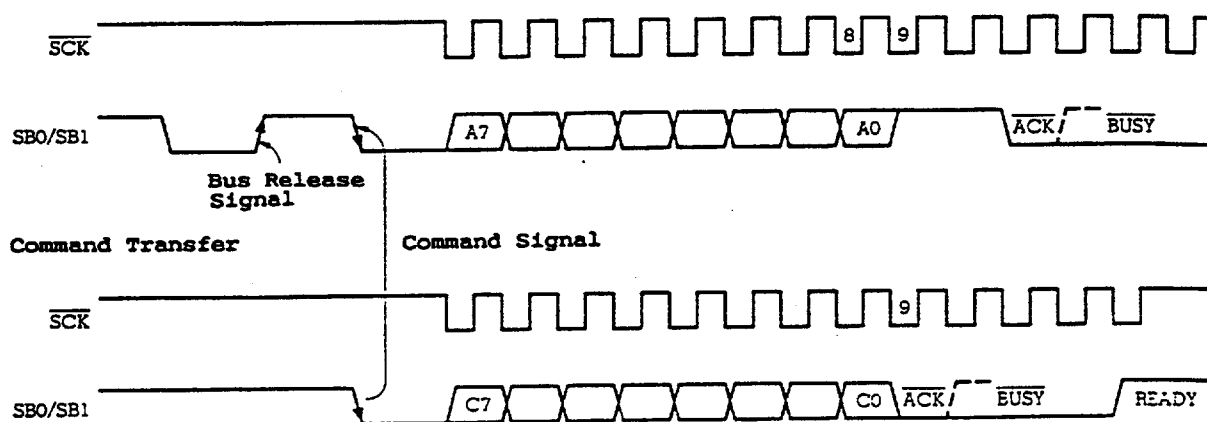 SCK
8 9
SB0/SB1
A7 A0 ACK BUSY
Bus Release
Signal
Command Transfer
Command Signal
SCK
9
SB0/SB1
C7 C0 ACK BUSY READY